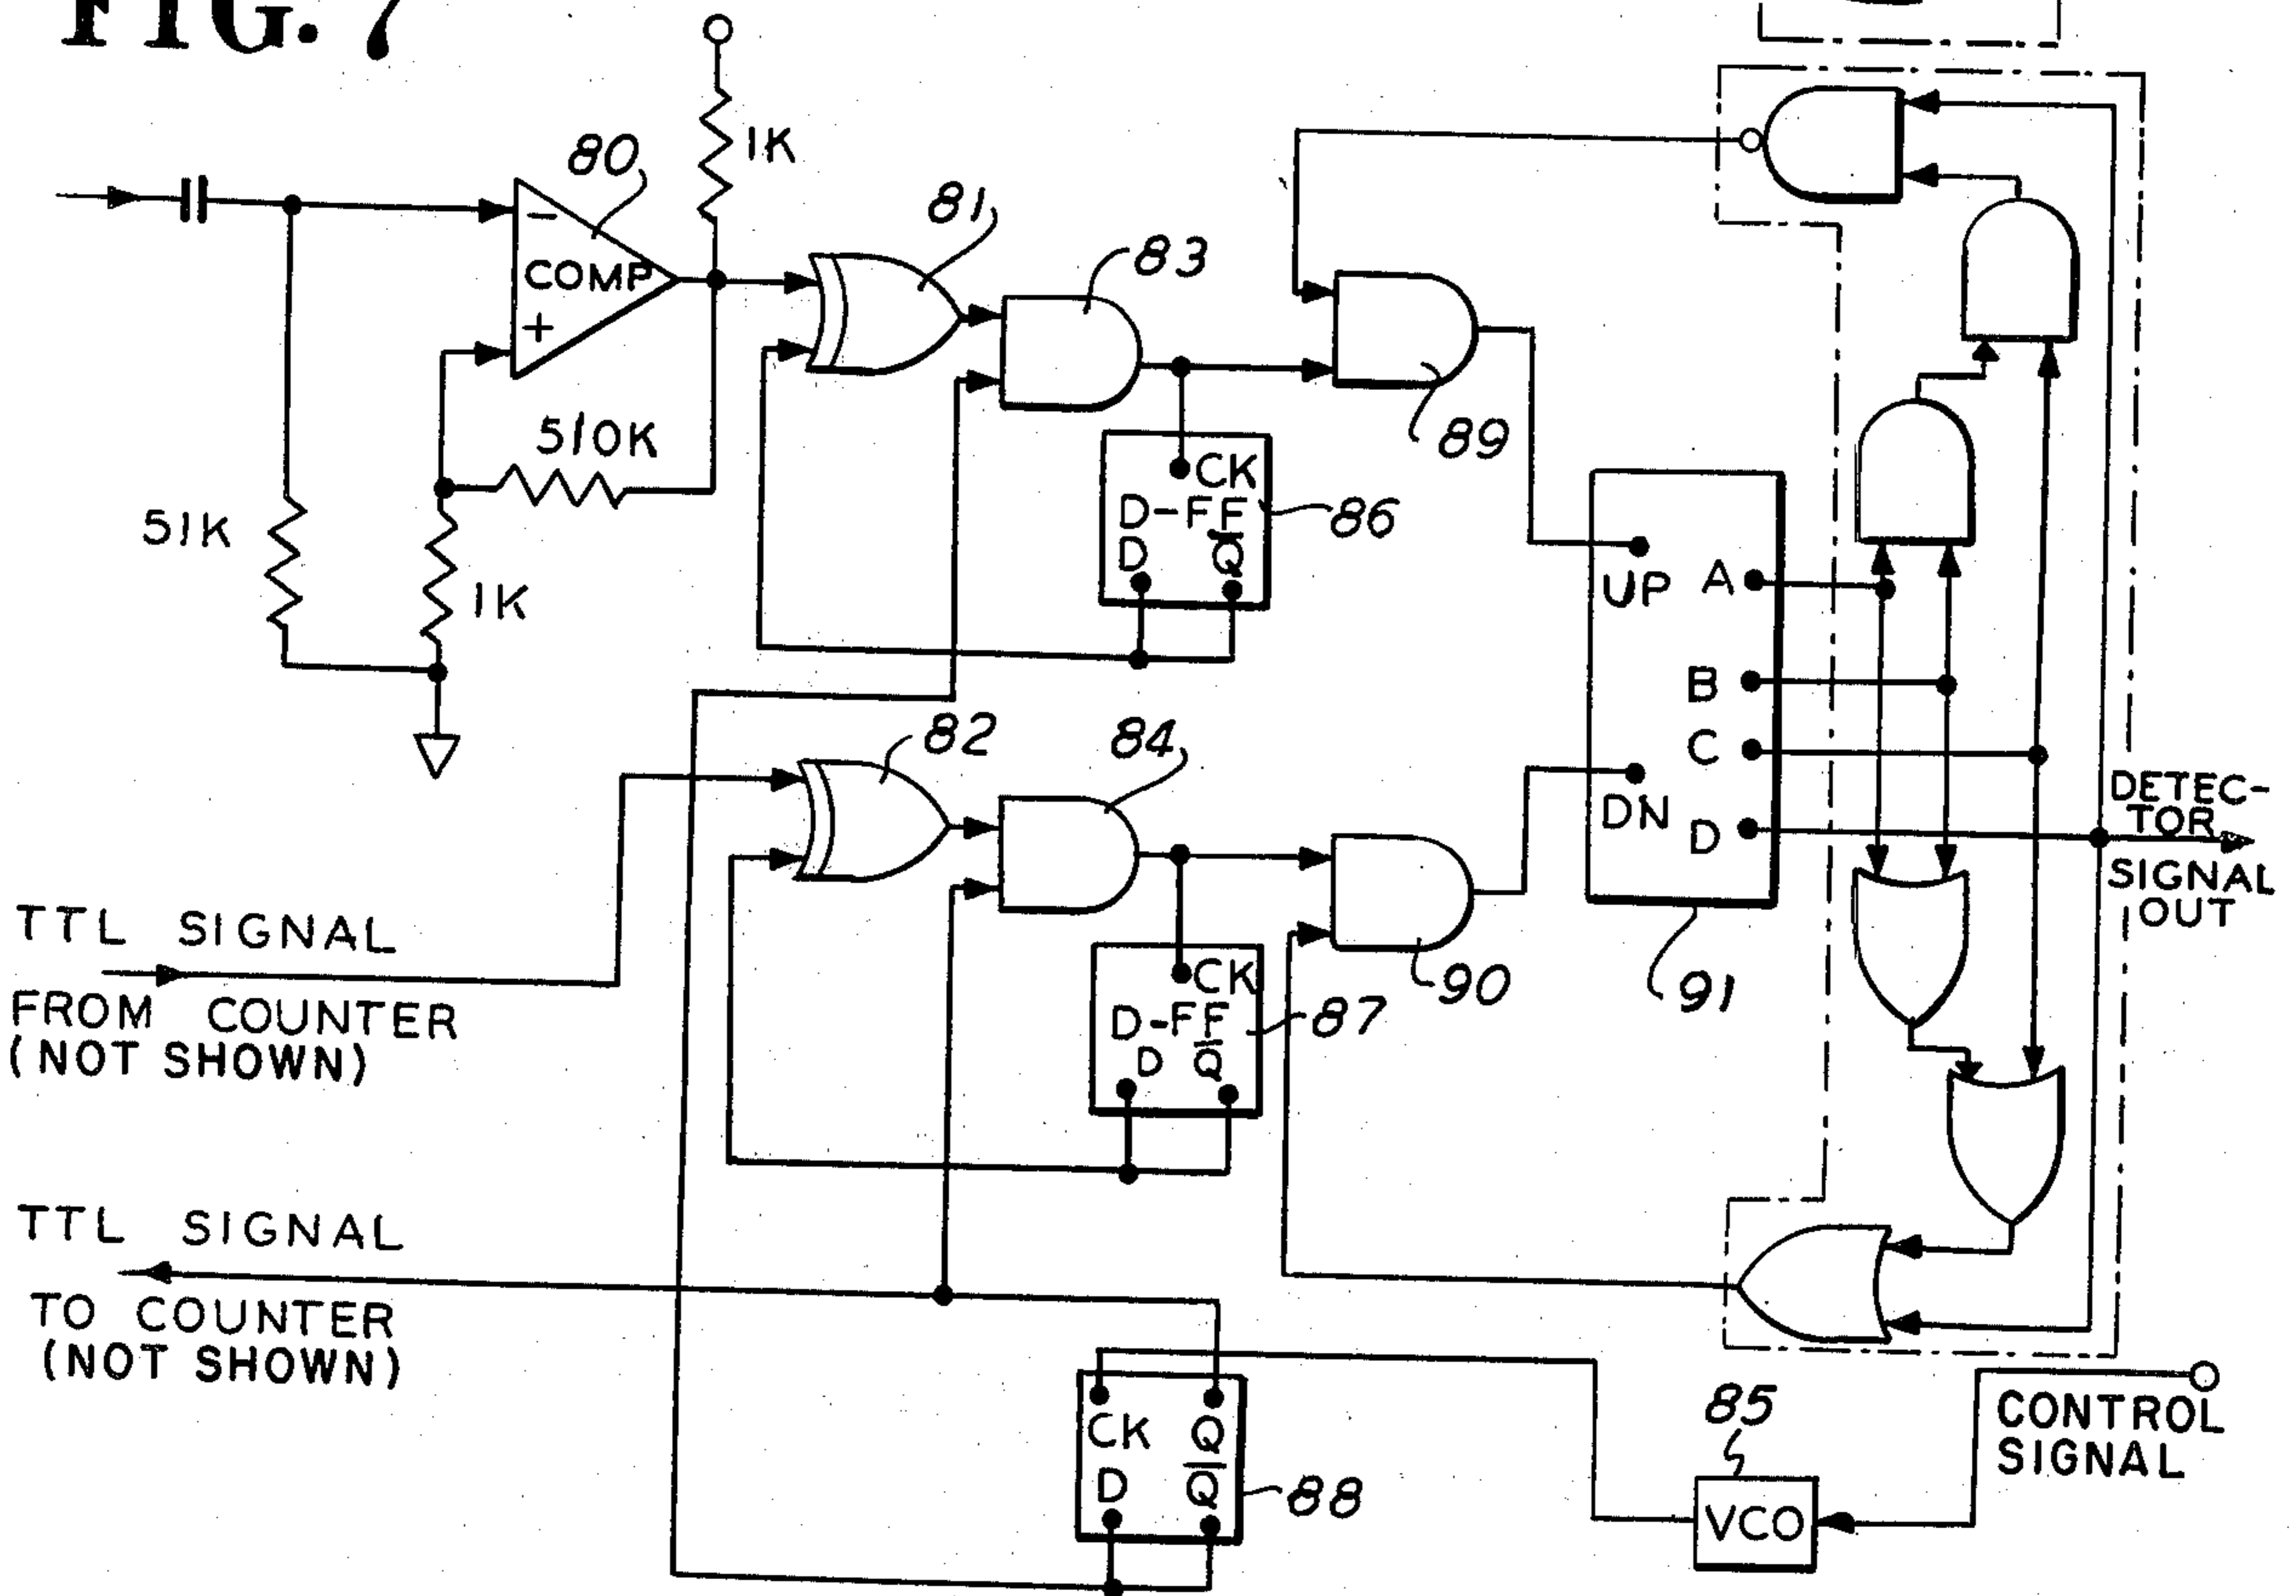 FIG. 7
1K
80
81
83
COMP
−
+
510K
51K
1K
CK
D-FF
D Q̅
86
89
UP A
B
C
DN D
91
DETEC-
TOR
SIGNAL
OUT
82
84
TTL SIGNAL
FROM COUNTER
(NOT SHOWN)
CK
D-FF
D Q̅
87
90
TTL SIGNAL
TO COUNTER
(NOT SHOWN)
CK Q
D Q̅
88
85
VCO
CONTROL
SIGNAL